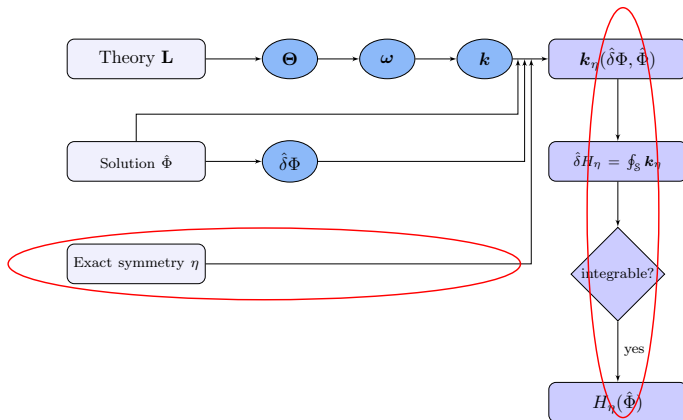 Theory L
Θ
ω
k
k_η(δ̂Φ, Φ̂)
Solution Φ̂
δ̂Φ
δ̂H_η = ∮_S k_η
Exact symmetry η
integrable?
yes
H_η(Φ̂)